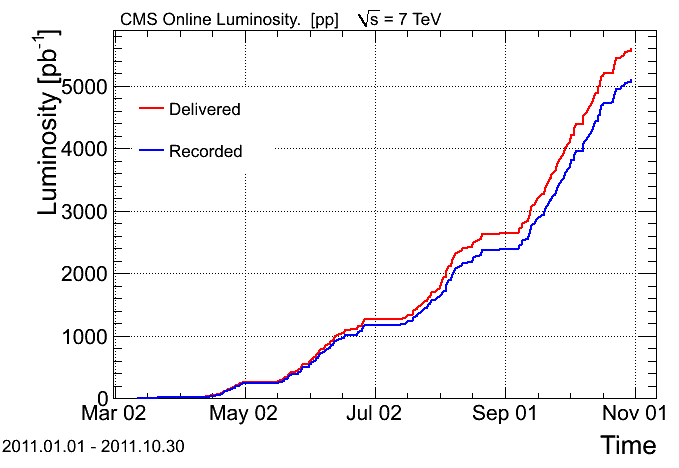 CMS Online Luminosity. [pp] √s = 7 TeV
Luminosity [pb⁻¹]
5000
4000
3000
2000
1000
0
Delivered
Recorded
Mar 02 May 02 Jul 02 Sep 01 Nov 01
2011.01.01 - 2011.10.30 Time